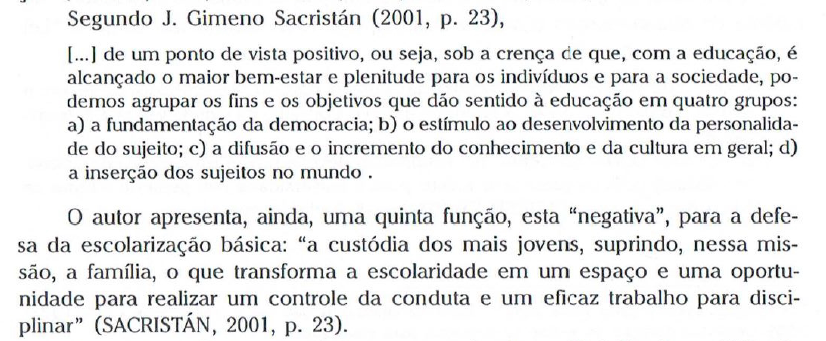 Segundo J. Gimeno Sacristán (2001, p. 23),
[...] de um ponto de vista positivo, ou seja, sob a crença de que, com a educação, é
alcançado o maior bem-estar e plenitude para os indivíduos e para a sociedade, po-
demos agrupar os fins e os objetivos que dão sentido à educação em quatro grupos:
a) a fundamentação da democracia; b) o estímulo ao desenvolvimento da personalida-
de do sujeito; c) a difusão e o incremento do conhecimento e da cultura em geral; d)
a inserção dos sujeitos no mundo .
O autor apresenta, ainda, uma quinta função, esta “negativa”, para a defe-
sa da escolarização básica: “a custódia dos mais jovens, suprindo, nessa mis-
são, a família, o que transforma a escolaridade em um espaço e uma oportu-
nidade para realizar um controle da conduta e um eficaz trabalho para disci-
plinar” (SACRISTÁN, 2001, p. 23).